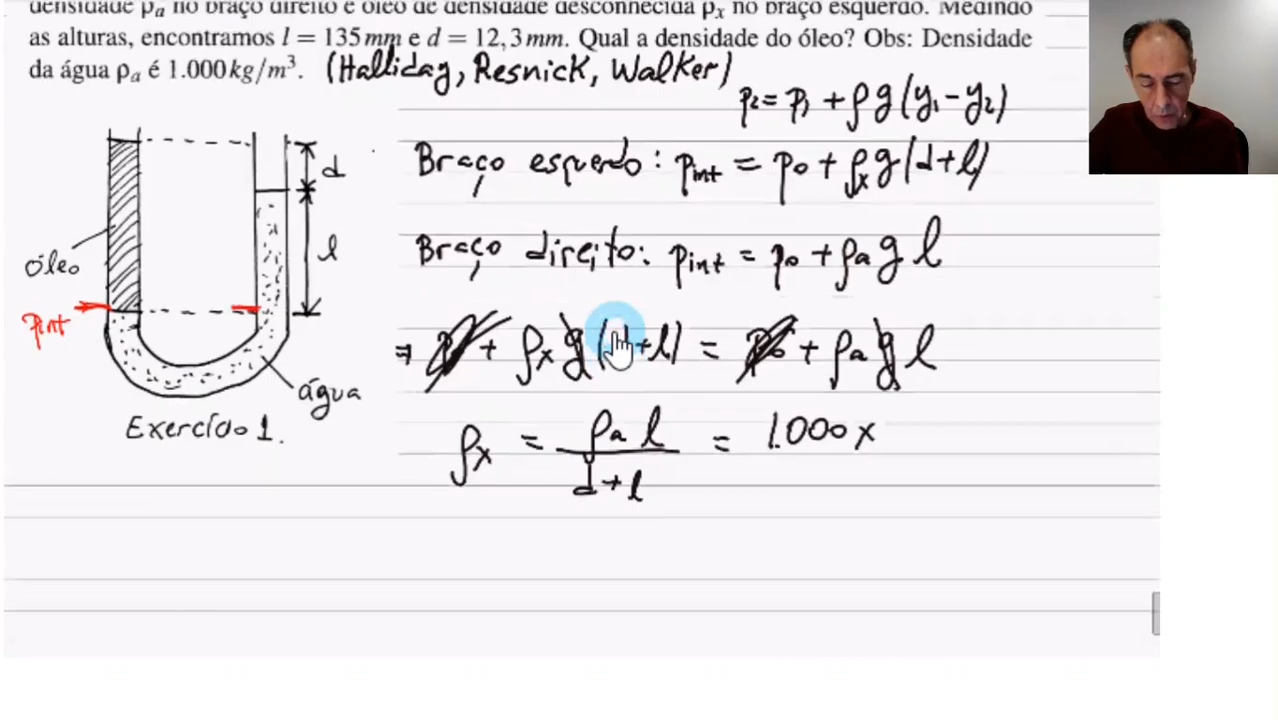 densidade ρa no braço direito e óleo de densidade desconhecida ρx no braço esquerdo. Medindo
as alturas, encontramos l = 135 mm e d = 12,3 mm. Qual a densidade do óleo? Obs: Densidade
da água ρa é 1.000 kg/m³. (Halliday, Resnick, Walker)
p2 = p1 + ρg(y1 − y2)
Braço esquerdo: pint = p0 + ρxg(d+l)
Braço direito: pint = p0 + ρa g l
⇒ p0 + ρx g(d+l) = p0 + ρa g l
ρx = ρa l / d+l = 1.000 x
d
l
óleo
pint
água
Exercício 1.